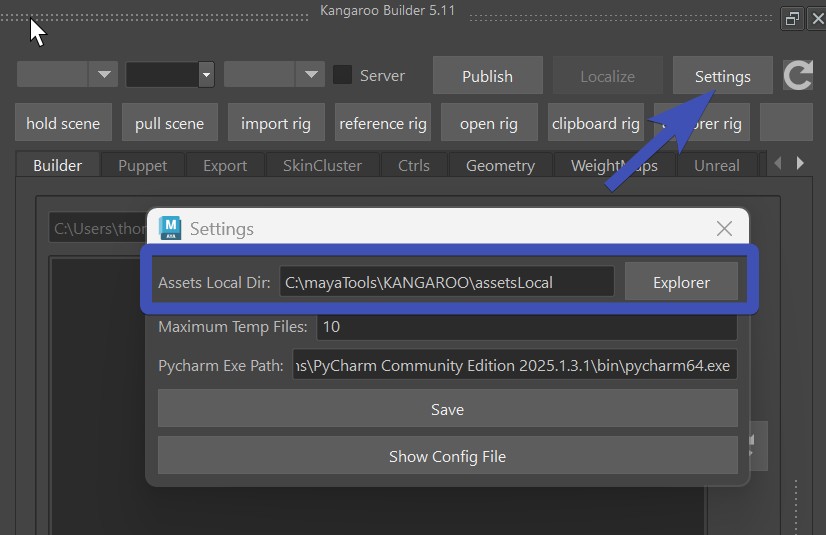 Kangaroo Builder 5.11
Server Publish Localize Settings
hold scene pull scene import rig reference rig open rig clipboard rig rig
Builder Puppet Export SkinCluster Ctrls Geometry WeightMaps Unreal
C:\Users\thor
Settings
Assets Local Dir: C:\mayaTools\KANGAROO\assetsLocal Explorer
Maximum Temp Files: 10
Pycharm Exe Path: ns\PyCharm Community Edition 2025.1.3.1\bin\pycharm64.exe
Save
Show Config File